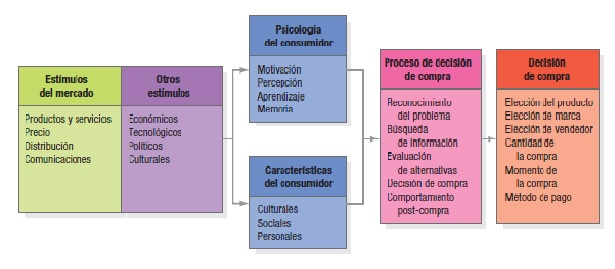 Estímulos
del mercado
Productos y servicios
Precio
Distribución
Comunicaciones
Otros
estímulos
Económicos
Tecnológicos
Políticos
Culturales
Psicología
del consumidor
Motivación
Percepción
Aprendizaje
Memoria
Características
del consumidor
Culturales
Sociales
Personales
Proceso de decisión
de compra
Reconocimiento
del problema
Búsqueda
de información
Evaluación
de alternativas
Decisión de compra
Comportamiento
post-compra
Decisión
de compra
Elección del producto
Elección de marca
Elección de vendedor
Cantidad de
la compra
Momento de
la compra
Método de pago